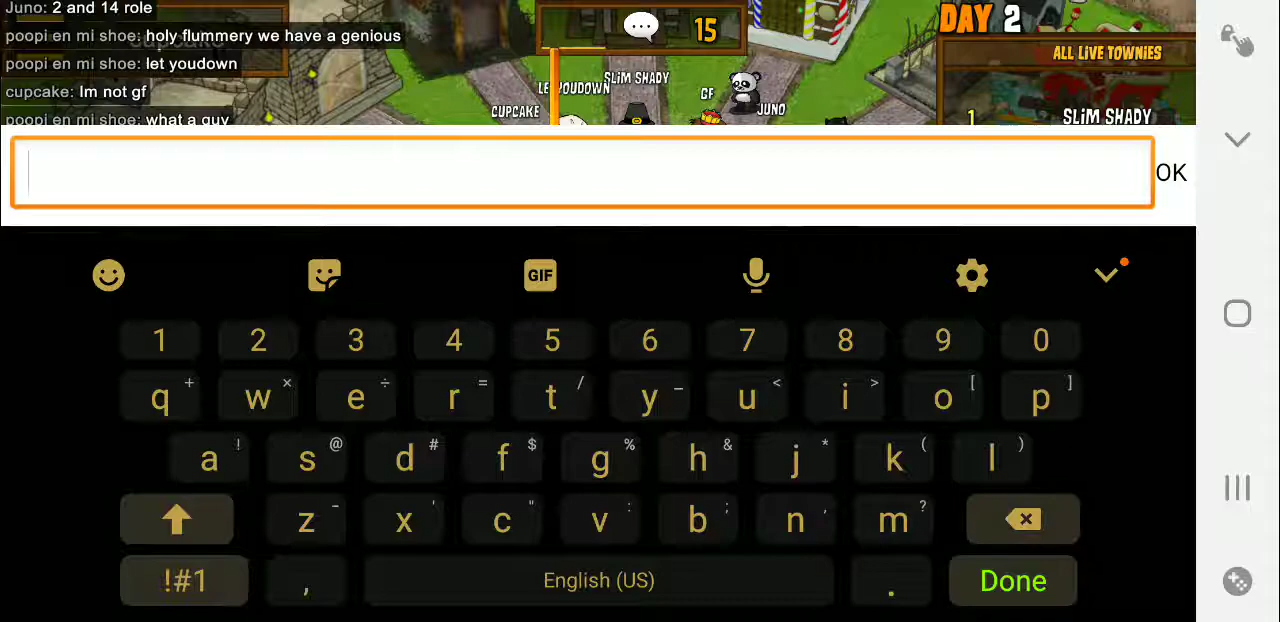 Juno: 2 and 14 role
poopi en mi shoe: holy flummery we have a genious
poopi en mi shoe: let youdown
cupcake: Im not gf
poopi en mi shoe: what a guy
15
DAY 2
ALL LIVE TOWNIES
1 SLIM SHADY
SLIM SHADY
GF
JUNO
CUPCAKE
OK
GIF
1 2 3 4 5 6 7 8 9 0
q + w × e ÷ r = t / y _ u < i > o [ p ]
a ! s @ d # f $ g % h & j * k ( l )
z - x ' c " v : b ; n , m ?
!#1 , English (US) . Done